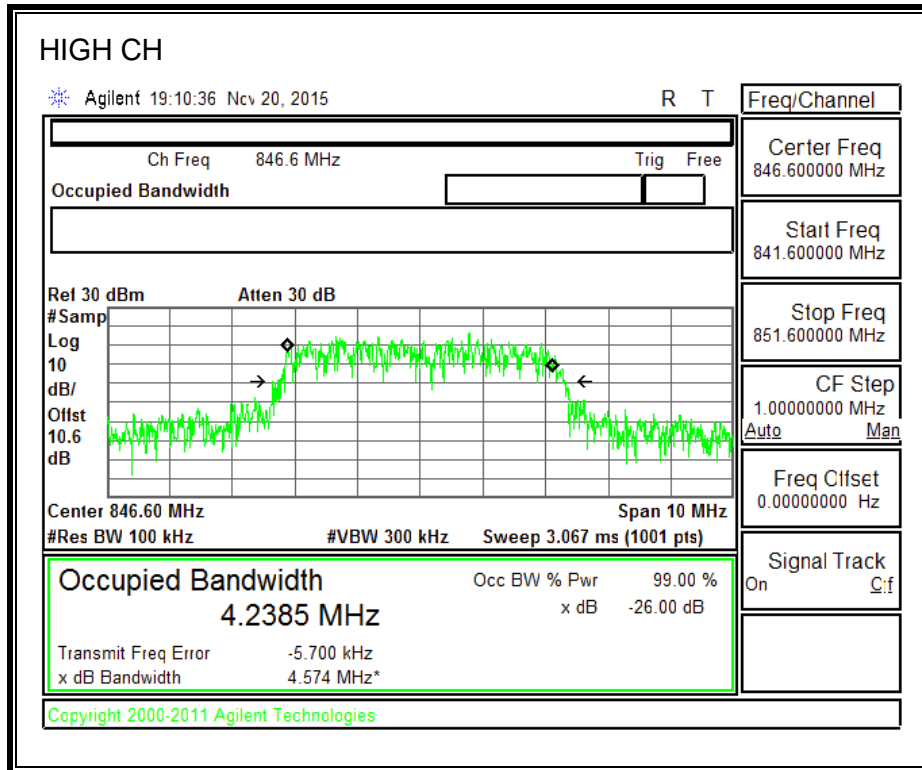 HIGH CH
Agilent 19:10:36 Nov 20, 2015 R T
Freq/Channel
Ch Freq 846.6 MHz Trig Free
Occupied Bandwidth
Center Freq
846.600000 MHz
Start Freq
841.600000 MHz
Stop Freq
851.600000 MHz
CF Step
1.00000000 MHz
Auto Man
Freq Offset
0.00000000 Hz
Signal Track
On Off
Ref 30 dBm Atten 30 dB
#Samp
Log
10
dB/
Offst
10.6
dB
Center 846.60 MHz Span 10 MHz
#Res BW 100 kHz #VBW 300 kHz Sweep 3.067 ms (1001 pts)
Occupied Bandwidth Occ BW % Pwr 99.00 %
4.2385 MHz x dB -26.00 dB
Transmit Freq Error -5.700 kHz
x dB Bandwidth 4.574 MHz*
Copyright 2000-2011 Agilent Technologies